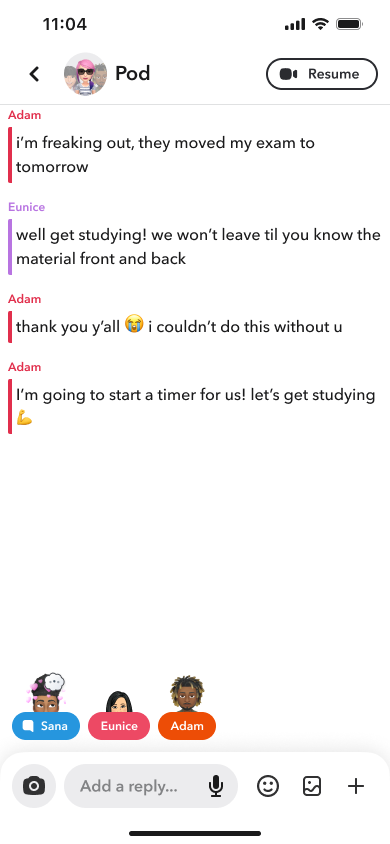 11:04
Pod
Resume
Adam
i’m freaking out, they moved my exam to
tomorrow
Eunice
well get studying! we won’t leave til you know the
material front and back
Adam
thank you y’all 😭 i couldn’t do this without u
Adam
I’m going to start a timer for us! let’s get studying
💪
Sana
Eunice
Adam
Add a reply...